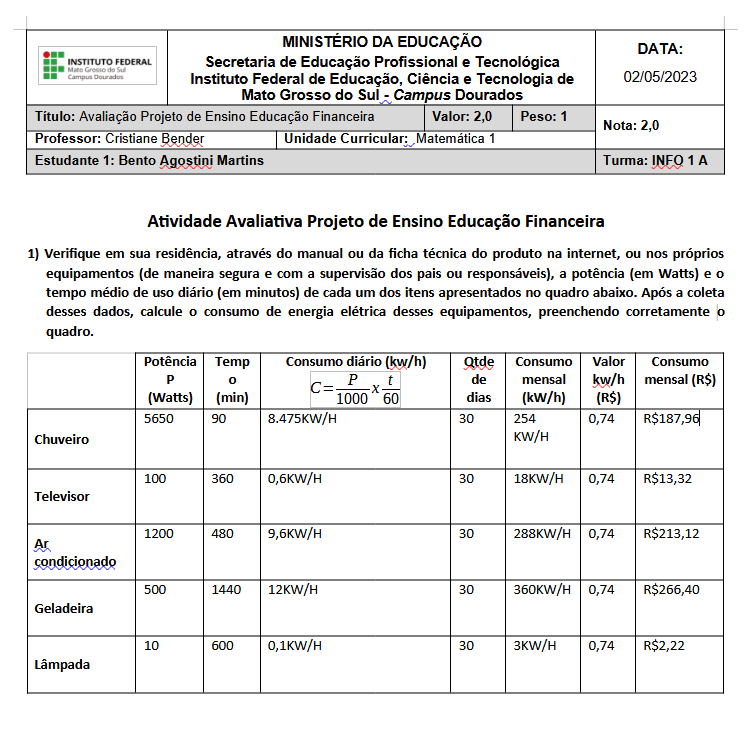 INSTITUTO FEDERAL
Mato Grosso do Sul
Campus Dourados
MINISTÉRIO DA EDUCAÇÃO
Secretaria de Educação Profissional e Tecnológica
Instituto Federal de Educação, Ciência e Tecnologia de
Mato Grosso do Sul - Campus Dourados
DATA:
02/05/2023
Título: Avaliação Projeto de Ensino Educação Financeira
Valor: 2,0
Peso: 1
Nota: 2,0
Professor: Cristiane Bender
Unidade Curricular: Matemática 1
Estudante 1: Bento Agostini Martins
Turma: INFO 1 A
Atividade Avaliativa Projeto de Ensino Educação Financeira
1) Verifique em sua residência, através do manual ou da ficha técnica do produto na internet, ou nos próprios
equipamentos (de maneira segura e com a supervisão dos pais ou responsáveis), a potência (em Watts) e o
tempo médio de uso diário (em minutos) de cada um dos itens apresentados no quadro abaixo. Após a coleta
desses dados, calcule o consumo de energia elétrica desses equipamentos, preenchendo corretamente o
quadro.
Potência
P
(Watts)
Temp
o
(min)
Consumo diário (kw/h)
C = P/1000 x t/60
Qtde
de
dias
Consumo
mensal
(kW/h)
Valor
kw/h
(R$)
Consumo
mensal (R$)
Chuveiro
5650
90
8.475KW/H
30
254
KW/H
0,74
R$187,96
Televisor
100
360
0,6KW/H
30
18KW/H
0,74
R$13,32
Ar
condicionado
1200
480
9,6KW/H
30
288KW/H
0,74
R$213,12
Geladeira
500
1440
12KW/H
30
360KW/H
0,74
R$266,40
Lâmpada
10
600
0,1KW/H
30
3KW/H
0,74
R$2,22